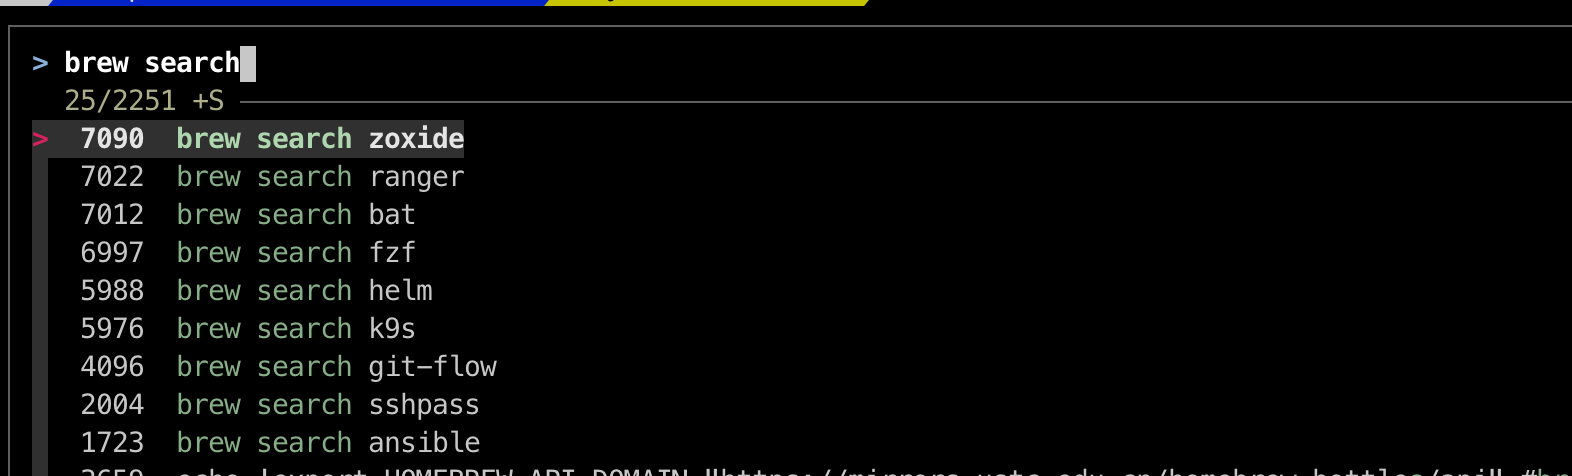 > brew search
25/2251 +S
> 7090 brew search zoxide
7022 brew search ranger
7012 brew search bat
6997 brew search fzf
5988 brew search helm
5976 brew search k9s
4096 brew search git-flow
2004 brew search sshpass
1723 brew search ansible